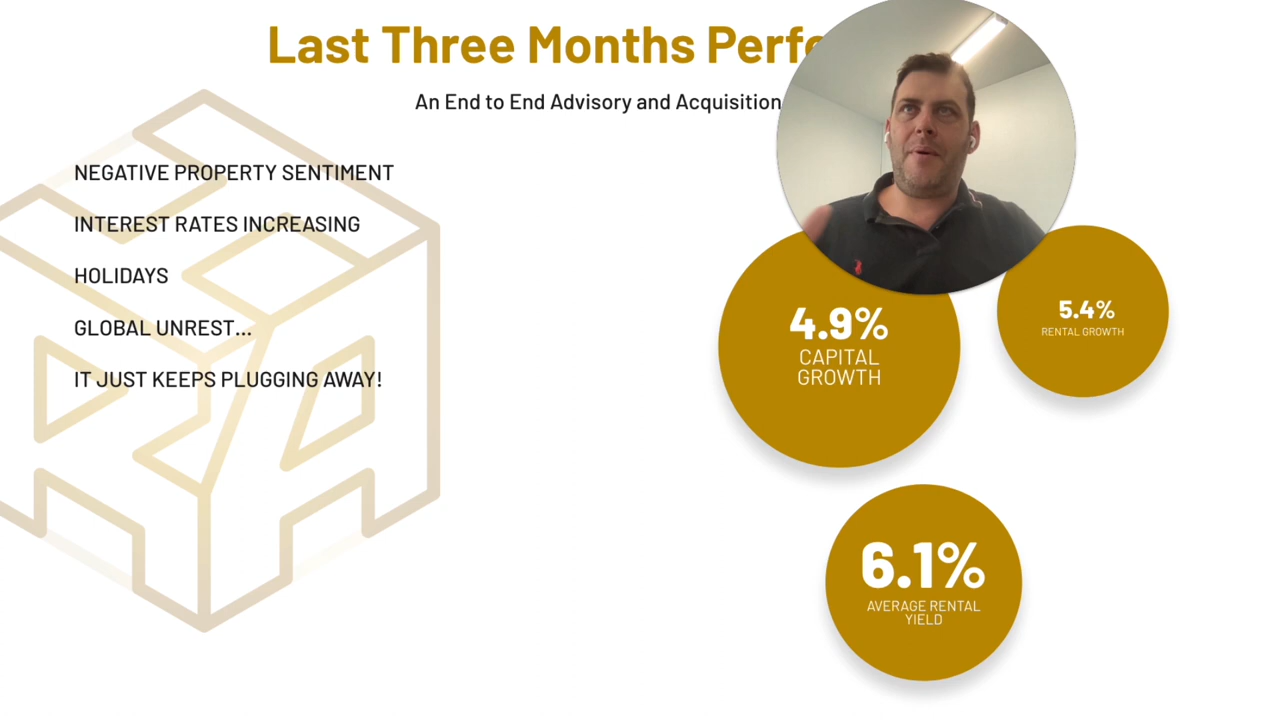 Last Three Months
An End to End Advisory and Acquisition
NEGATIVE PROPERTY SENTIMENT
INTEREST RATES INCREASING
HOLIDAYS
GLOBAL UNREST...
IT JUST KEEPS PLUGGING AWAY!
4.9%
CAPITAL
GROWTH
5.4%
RENTAL GROWTH
6.1%
AVERAGE RENTAL
YIELD